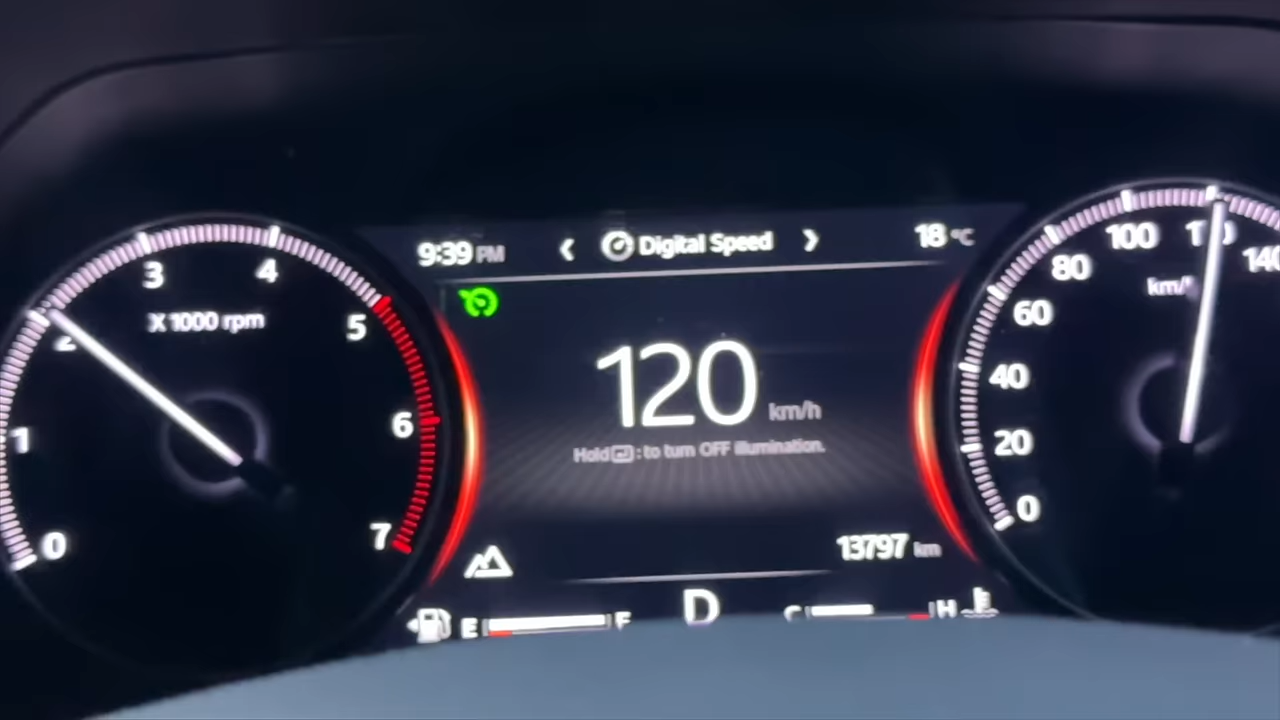 9:39 PM
Digital Speed
18 °C
120 km/h
Hold : to turn OFF illumination.
13797 km
E F
D
C H
0
1
2
3
4
5
6
7
X 1000 rpm
0
20
40
60
80
100
140
km/h